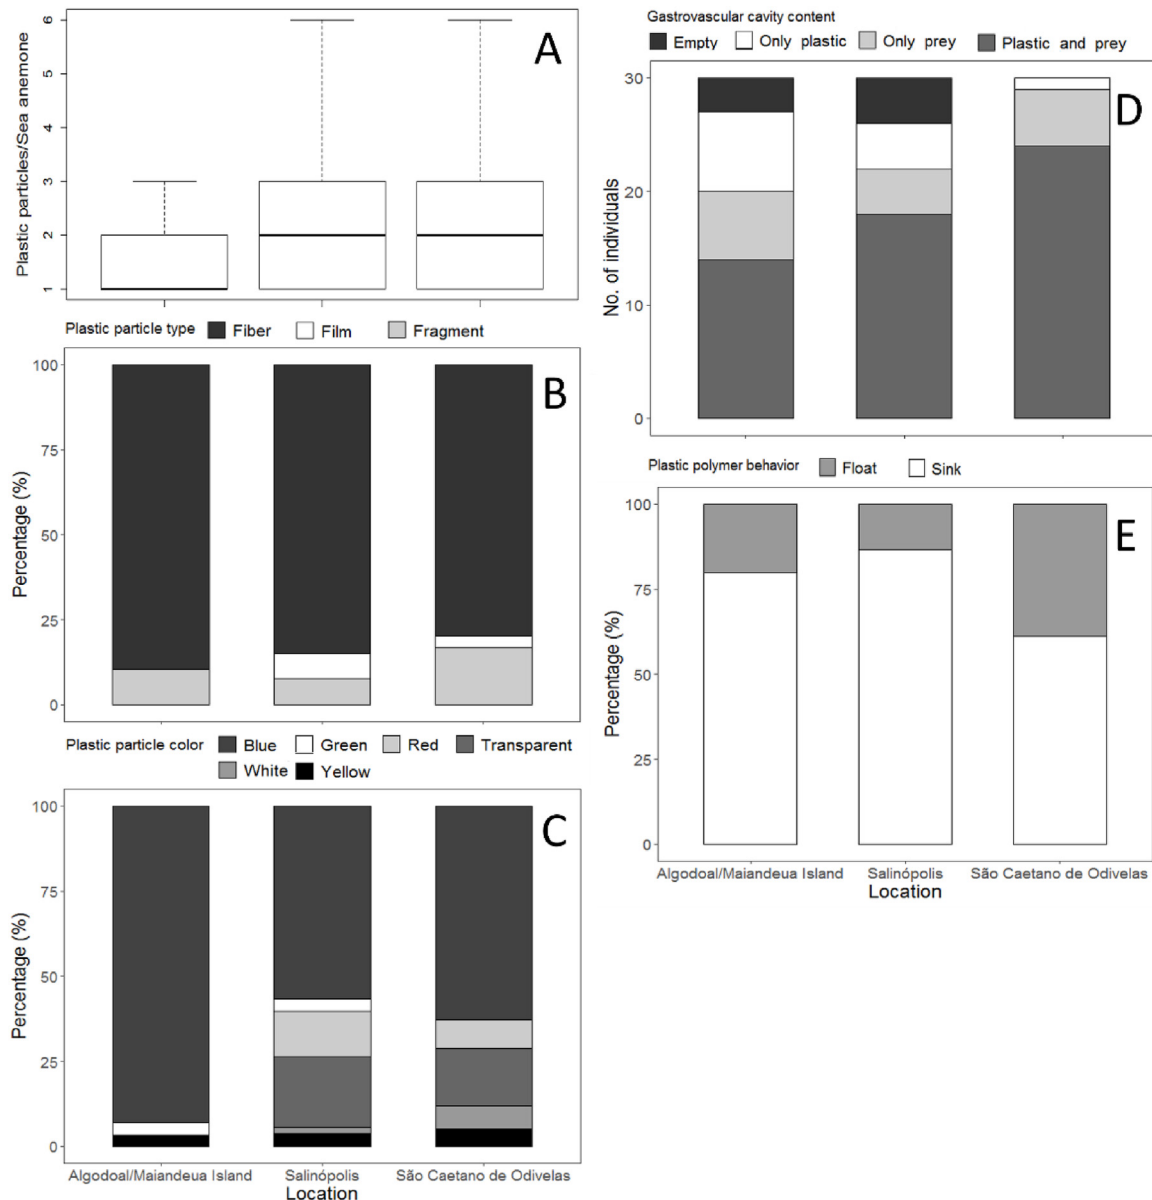 A
Plastic particles/Sea anemone
6
5
4
3
2
1
Plastic particle type Fiber Film Fragment
B
Percentage (%)
100
75
50
25
0
Plastic particle color Blue Green Red Transparent
White Yellow
C
Percentage (%)
100
75
50
25
0
Algodoal/Maiandeua Island Salinópolis São Caetano de Odivelas
Location
Gastrovascular cavity content
Empty Only plastic Only prey Plastic and prey
D
No. of individuals
30
20
10
0
Plastic polymer behavior Float Sink
E
Percentage (%)
100
75
50
25
0
Algodoal/Maiandeua Island Salinópolis São Caetano de Odivelas
Location